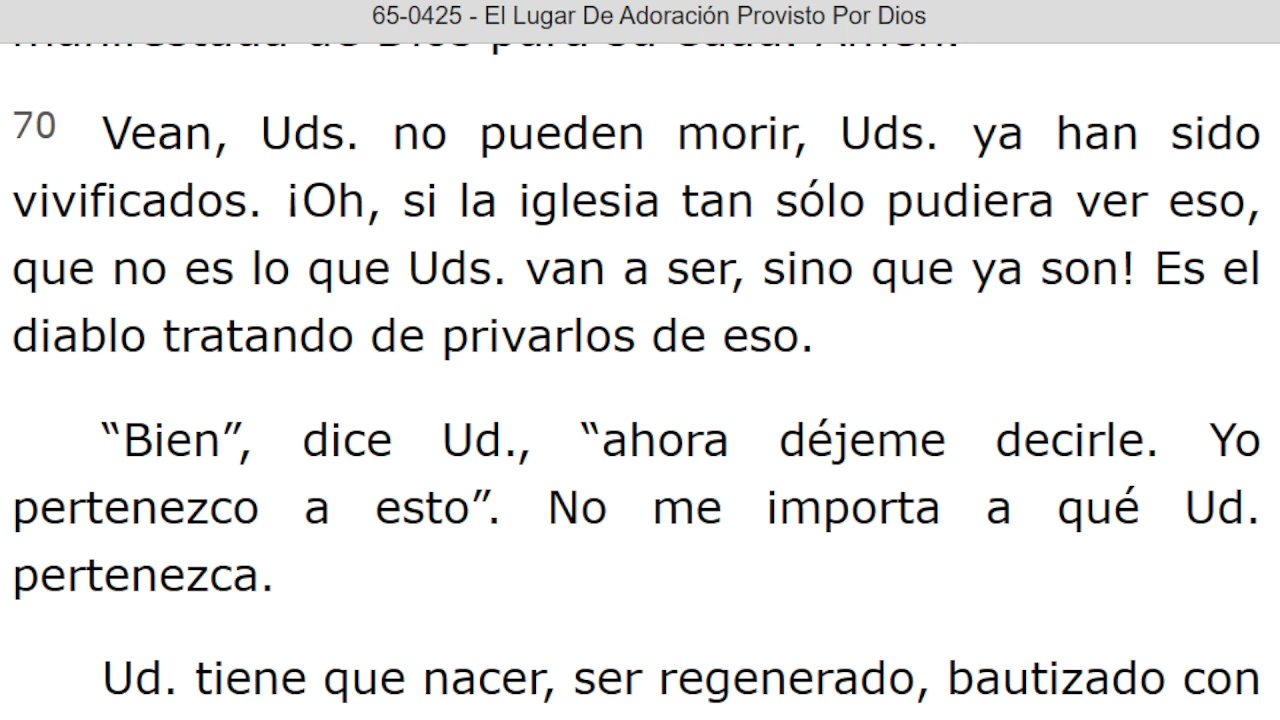 65-0425 - El Lugar De Adoración Provisto Por Dios
70 Vean, Uds. no pueden morir, Uds. ya han sido
vivificados. ¡Oh, si la iglesia tan sólo pudiera ver eso,
que no es lo que Uds. van a ser, sino que ya son! Es el
diablo tratando de privarlos de eso.
“Bien”, dice Ud., “ahora déjeme decirle. Yo
pertenezco a esto”. No me importa a qué Ud.
pertenezca.
Ud. tiene que nacer, ser regenerado, bautizado con